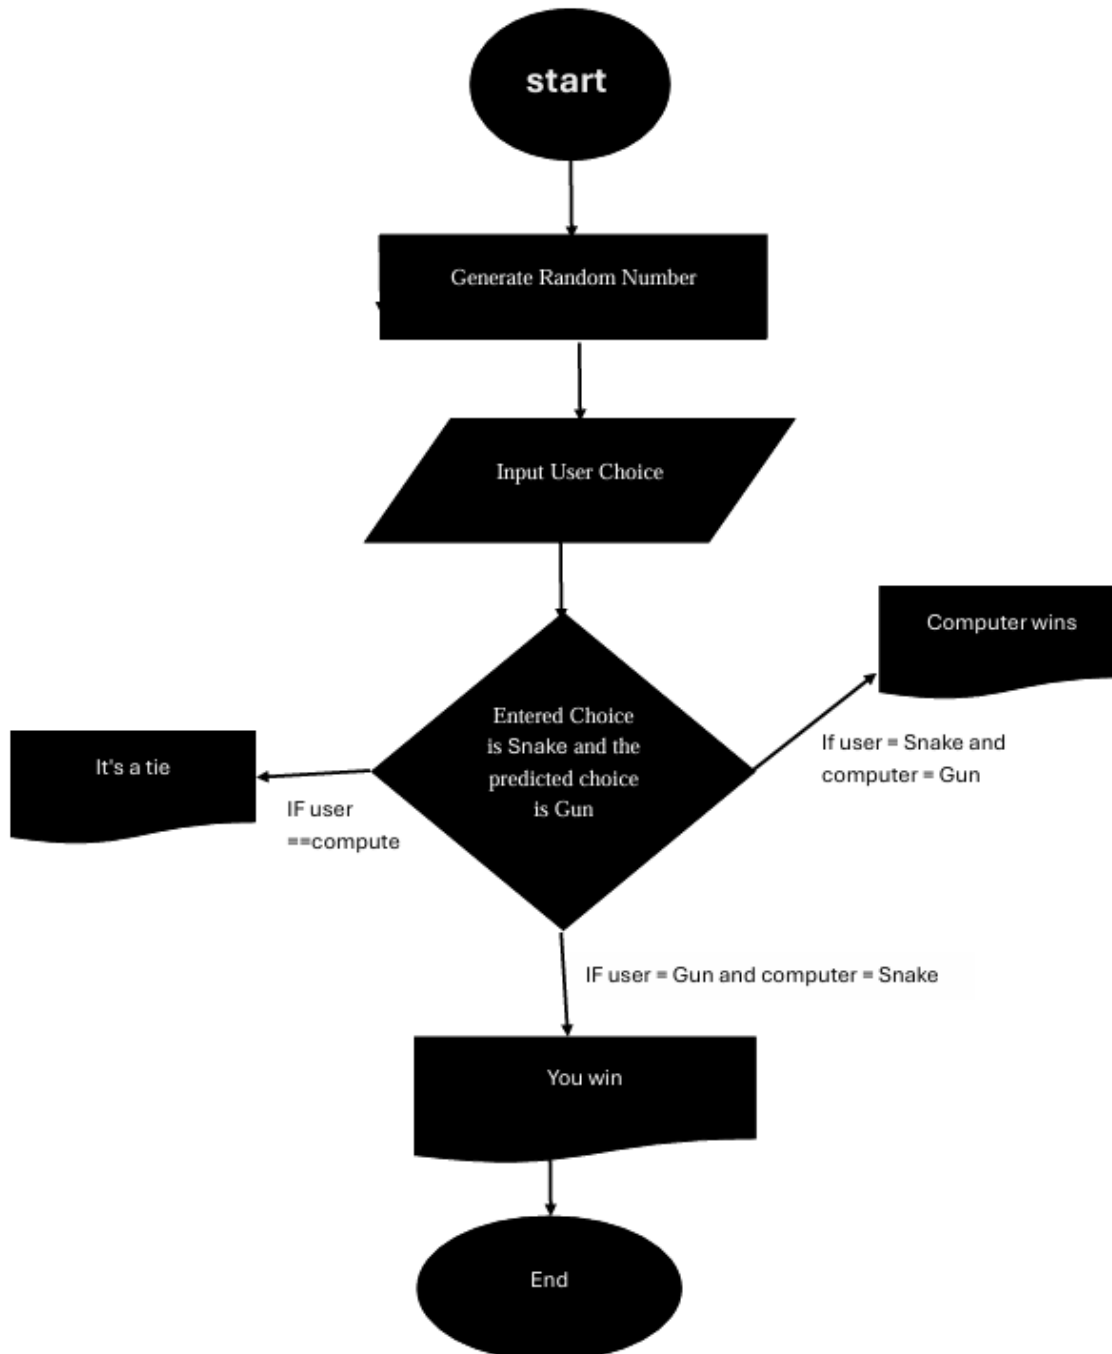 start
Generate Random Number
Input User Choice
Computer wins
Entered Choice
is Snake and the
predicted choice
is Gun
If user = Snake and
computer = Gun
It's a tie
IF user
==compute
IF user = Gun and computer = Snake
You win
End